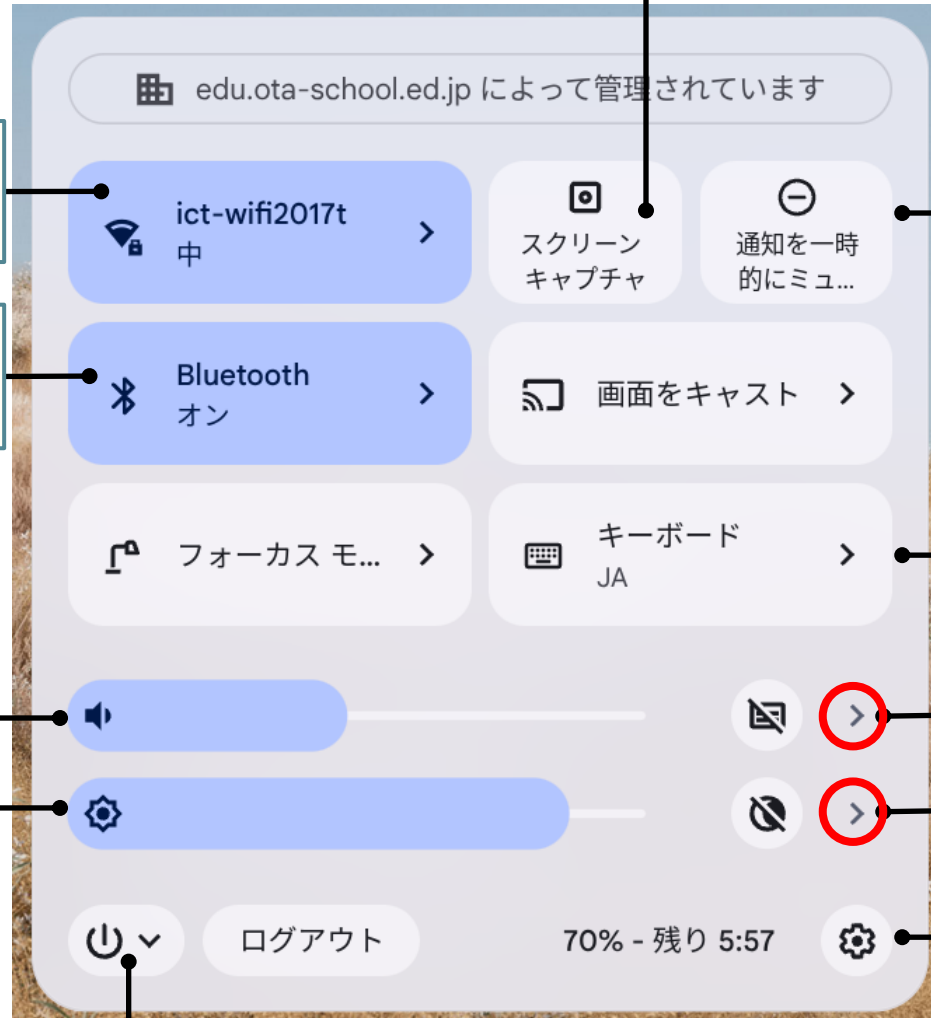 edu.ota-school.ed.jp によって管理されています
ict-wifi2017t
中
スクリーン
キャプチャ
通知を一時
的にミュ...
Bluetooth
オン
画面をキャスト
フォーカス モ...
キーボード
JA
ログアウト
70% - 残り 5:57